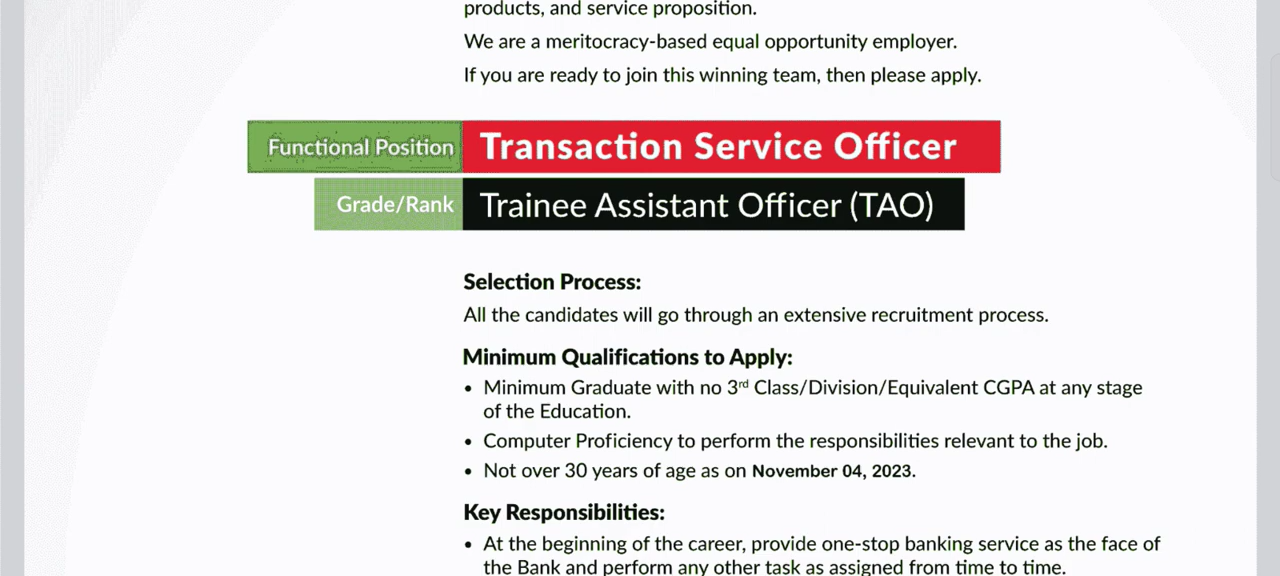 products, and service proposition.
We are a meritocracy-based equal opportunity employer.
If you are ready to join this winning team, then please apply.
Functional Position Transaction Service Officer
Grade/Rank Trainee Assistant Officer (TAO)
Selection Process:
All the candidates will go through an extensive recruitment process.
Minimum Qualifications to Apply:
• Minimum Graduate with no 3rd Class/Division/Equivalent CGPA at any stage
of the Education.
• Computer Proficiency to perform the responsibilities relevant to the job.
• Not over 30 years of age as on November 04, 2023.
Key Responsibilities:
• At the beginning of the career, provide one-stop banking service as the face of
the Bank and perform any other task as assigned from time to time.